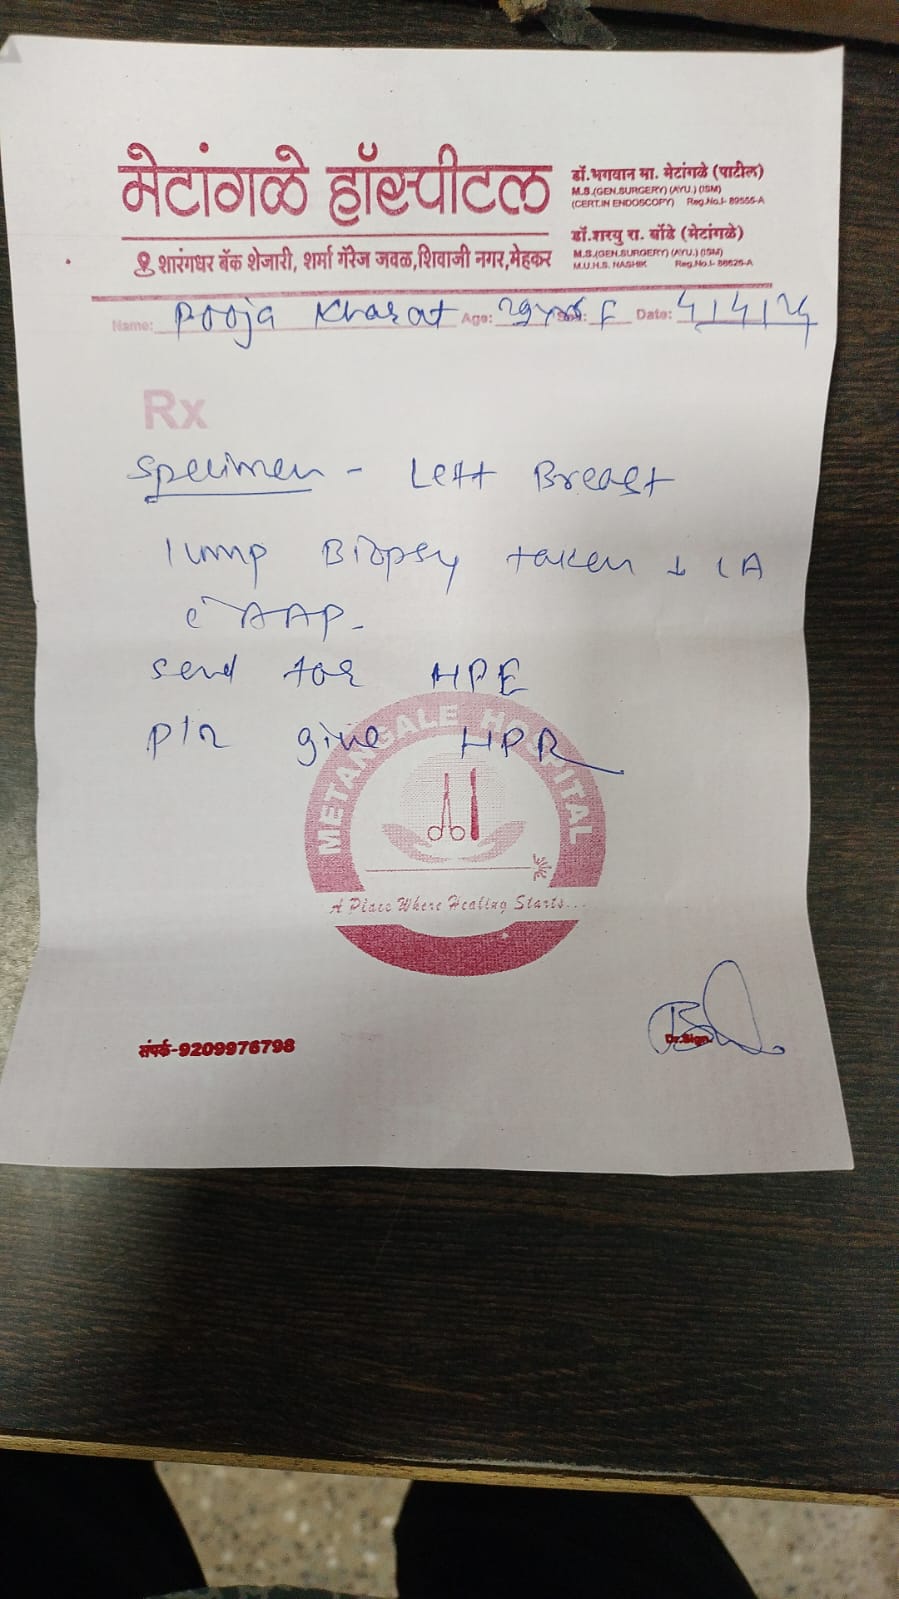 मेटांगळे हॉस्पीटल
शारंगधर बँक शेजारी, शर्मा गॅरेज जवळ,शिवाजी नगर,मेहकर
डॉ.भगवान मा. मेटांगळे (पाटील)
M.S.(GEN.SURGERY) (AYU.) (ISM)
(CERT.IN ENDOSCOPY) Reg.No.I- 89555-A
डॉ.शरयु रा. बोंडे (मेटांगळे)
M.S.(GEN.SURGERY) (AYU.) (ISM)
M.U.H.S. NASHIK Reg.No.I-
Name: Pooja Kharat Age: 29yrs F Date: 4/4/
Rx
Specimen - Left Breast
lump Biopsy taken ↓ LA
c̅ AAP-
send for HPE
plz give HPR
METANGALE HOSPITAL
A Place Where Healing Starts...
संपर्क-9209976798
Dr.Sign.